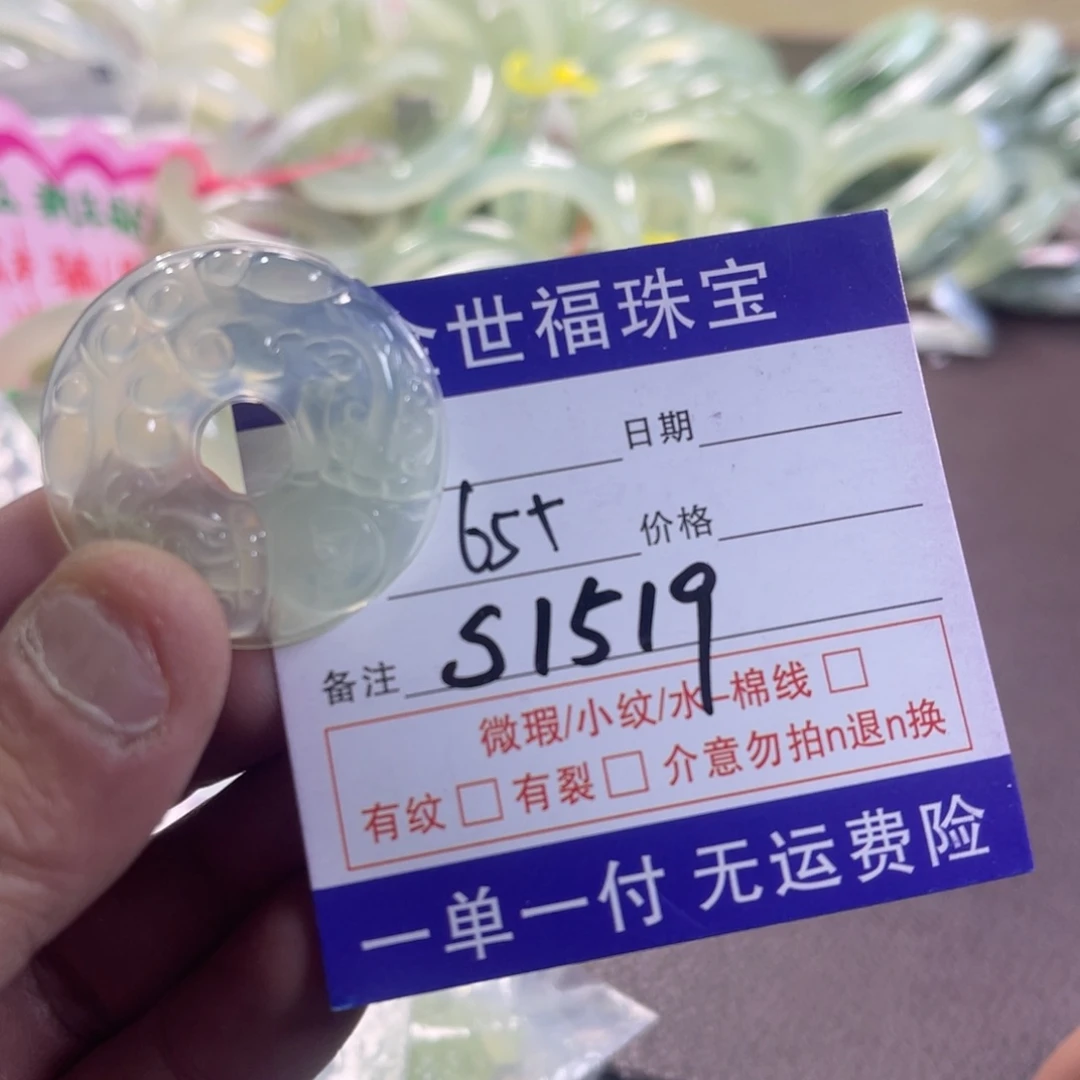 世福珠宝
日期
65+ 价格
备注 S1519
微瑕/小纹/水-棉线 □
有纹 □ 有裂 □ 介意勿拍n退n换
一单一付 无运费险